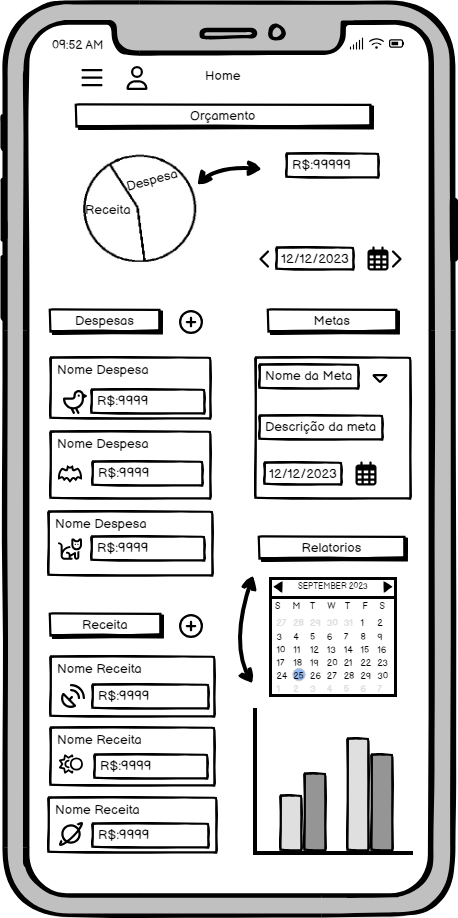 09:52 AM
Home
Orçamento
Despesa
Receita
R$:99999
12/12/2023
Despesas
Nome Despesa
R$:9999
Nome Despesa
R$:9999
Nome Despesa
R$:9999
Receita
Nome Receita
R$:9999
Nome Receita
R$:9999
Nome Receita
R$:9999
Metas
Nome da Meta
Descrição da meta
12/12/2023
Relatorios
SEPTEMBER 2023
S M T W T F S
27 28 29 30 31 1 2
3 4 5 6 7 8 9
10 11 12 13 14 15 16
17 18 19 20 21 22 23
24 25 26 27 28 29 30
1 2 3 4 5 6 7